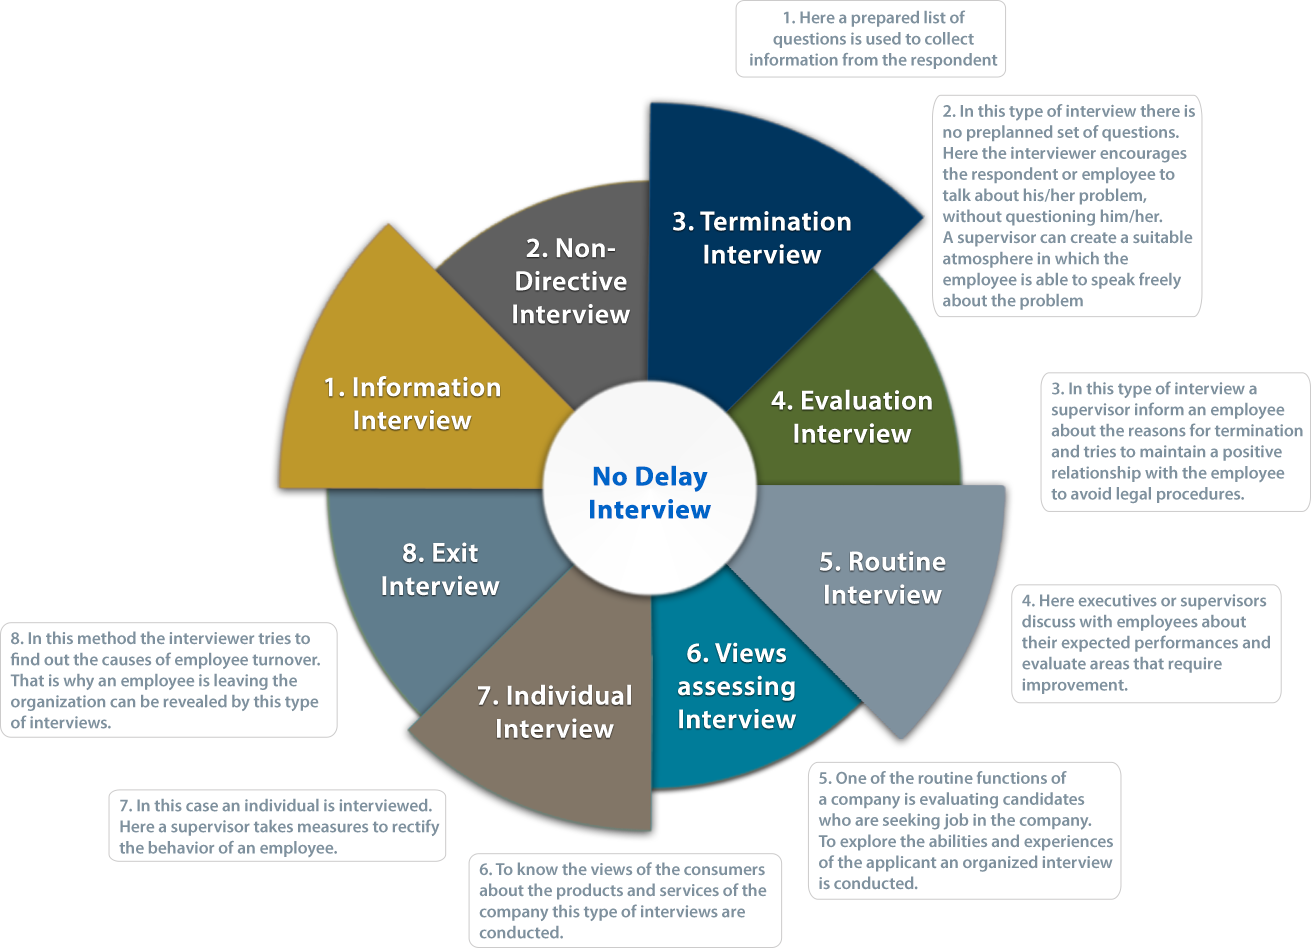 1. Here a prepared list of
questions is used to collect
information from the respondent
2. In this type of interview there is
no preplanned set of questions.
Here the interviewer encourages
the respondent or employee to
talk about his/her problem,
without questioning him/her.
A supervisor can create a suitable
atmosphere in which the
employee is able to speak freely
about the problem
3. Termination
Interview
2. Non-
Directive
Interview
1. Information
Interview
4. Evaluation
Interview
3. In this type of interview a
supervisor inform an employee
about the reasons for termination
and tries to maintain a positive
relationship with the employee
to avoid legal procedures.
No Delay
Interview
8. Exit
Interview
5. Routine
Interview
4. Here executives or supervisors
discuss with employees about
their expected performances and
evaluate areas that require
improvement.
8. In this method the interviewer tries to
find out the causes of employee turnover.
That is why an employee is leaving the
organization can be revealed by this type
of interviews.
7. Individual
Interview
6. Views
assessing
Interview
5. One of the routine functions of
a company is evaluating candidates
who are seeking job in the company.
To explore the abilities and experiences
of the applicant an organized interview
is conducted.
7. In this case an individual is interviewed.
Here a supervisor takes measures to rectify
the behavior of an employee.
6. To know the views of the consumers
about the products and services of the
company this type of interviews are
conducted.